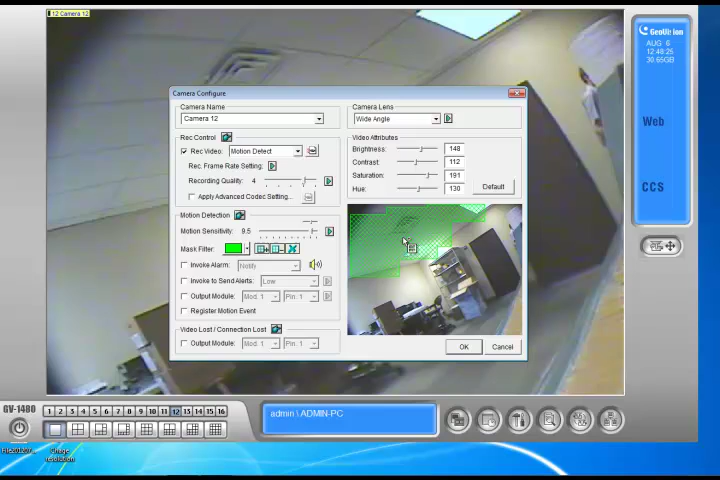 12 Camera 12
GeoVision
AUG 6
12:48:25
30.65GB
Web
CCS
Camera Configure
Camera Name
Camera 12
Camera Lens
Wide Angle
Rec Control
Rec Video:
Motion Detect
Rec. Frame Rate Setting:
Recording Quality: 4
Apply Advanced Codec Setting...
Video Attributes
Brightness: 148
Contrast: 112
Saturation: 191
Hue: 130
Default
Motion Detection
Motion Sensitivity: 9.5
Mask Filter:
Invoke Alarm: Notify
Invoke to Send Alerts: Low
Output Module: Mod. 1 Pin. 1
Register Motion Event
Video Lost / Connection Lost
Output Module: Mod. 1 Pin. 1
OK Cancel
GV-1480
1 2 3 4 5 6 7 8 9 10 11 12 13 14 15 16
admin \ ADMIN-PC
resolution